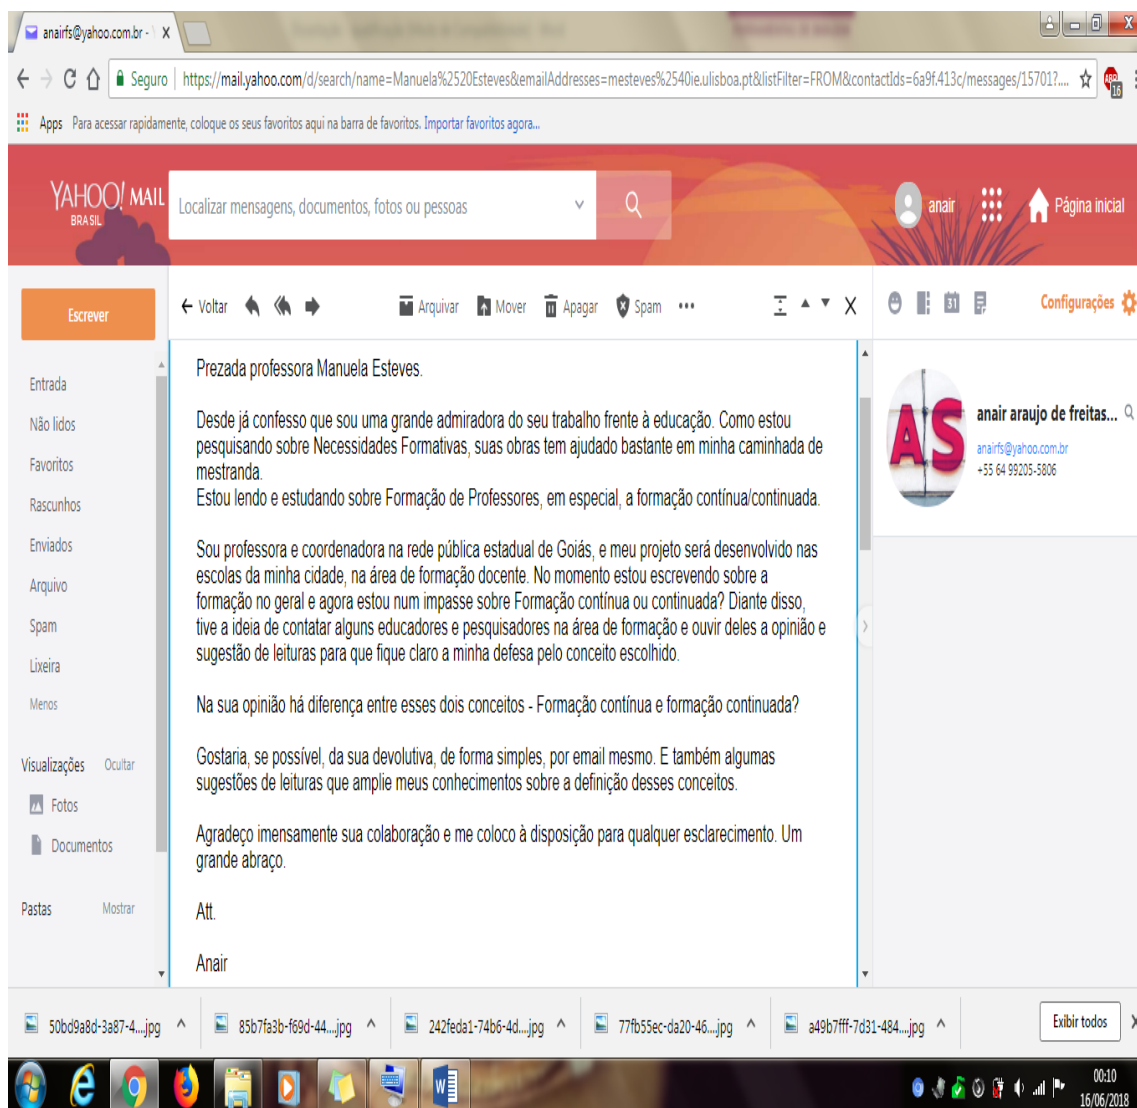 anairfs@yahoo.com.br -
Seguro
https://mail.yahoo.com/d/search/name=Manuela%2520Esteves&emailAddresses=mesteves%2540ie.ulisboa.pt&listFilter=FROM&contactIds=6a9f.413c/messages/15701?....
16
Apps Para acessar rapidamente, coloque os seus favoritos aqui na barra de favoritos. Importar favoritos agora...
YAHOO! MAIL
BRASIL
Localizar mensagens, documentos, fotos ou pessoas
anair
Página inicial
Escrever
Voltar
Arquivar
Mover
Apagar
Spam
31
Configurações
Entrada
Não lidos
Favoritos
Rascunhos
Enviados
Arquivo
Spam
Lixeira
Menos
Visualizações Ocultar
Fotos
Documentos
Pastas Mostrar
Prezada professora Manuela Esteves.
Desde já confesso que sou uma grande admiradora do seu trabalho frente à educação. Como estou
pesquisando sobre Necessidades Formativas, suas obras tem ajudado bastante em minha caminhada de
mestranda.
Estou lendo e estudando sobre Formação de Professores, em especial, a formação contínua/continuada.
Sou professora e coordenadora na rede pública estadual de Goiás, e meu projeto será desenvolvido nas
escolas da minha cidade, na área de formação docente. No momento estou escrevendo sobre a
formação no geral e agora estou num impasse sobre Formação contínua ou continuada? Diante disso,
tive a ideia de contatar alguns educadores e pesquisadores na área de formação e ouvir deles a opinião e
sugestão de leituras para que fique claro a minha defesa pelo conceito escolhido.
Na sua opinião há diferença entre esses dois conceitos - Formação contínua e formação continuada?
Gostaria, se possível, da sua devolutiva, de forma simples, por email mesmo. E também algumas
sugestões de leituras que amplie meus conhecimentos sobre a definição desses conceitos.
Agradeço imensamente sua colaboração e me coloco à disposição para qualquer esclarecimento. Um
grande abraço.
Att.
Anair
AS
anair araujo de freitas...
anairfs@yahoo.com.br
+55 64 99205-5806
50bd9a8d-3a87-4....jpg
85b7fa3b-f69d-44....jpg
242feda1-74b6-4d....jpg
77fb55ec-da20-46....jpg
a49b7fff-7d31-484....jpg
Exibir todos
00:10
16/06/2018